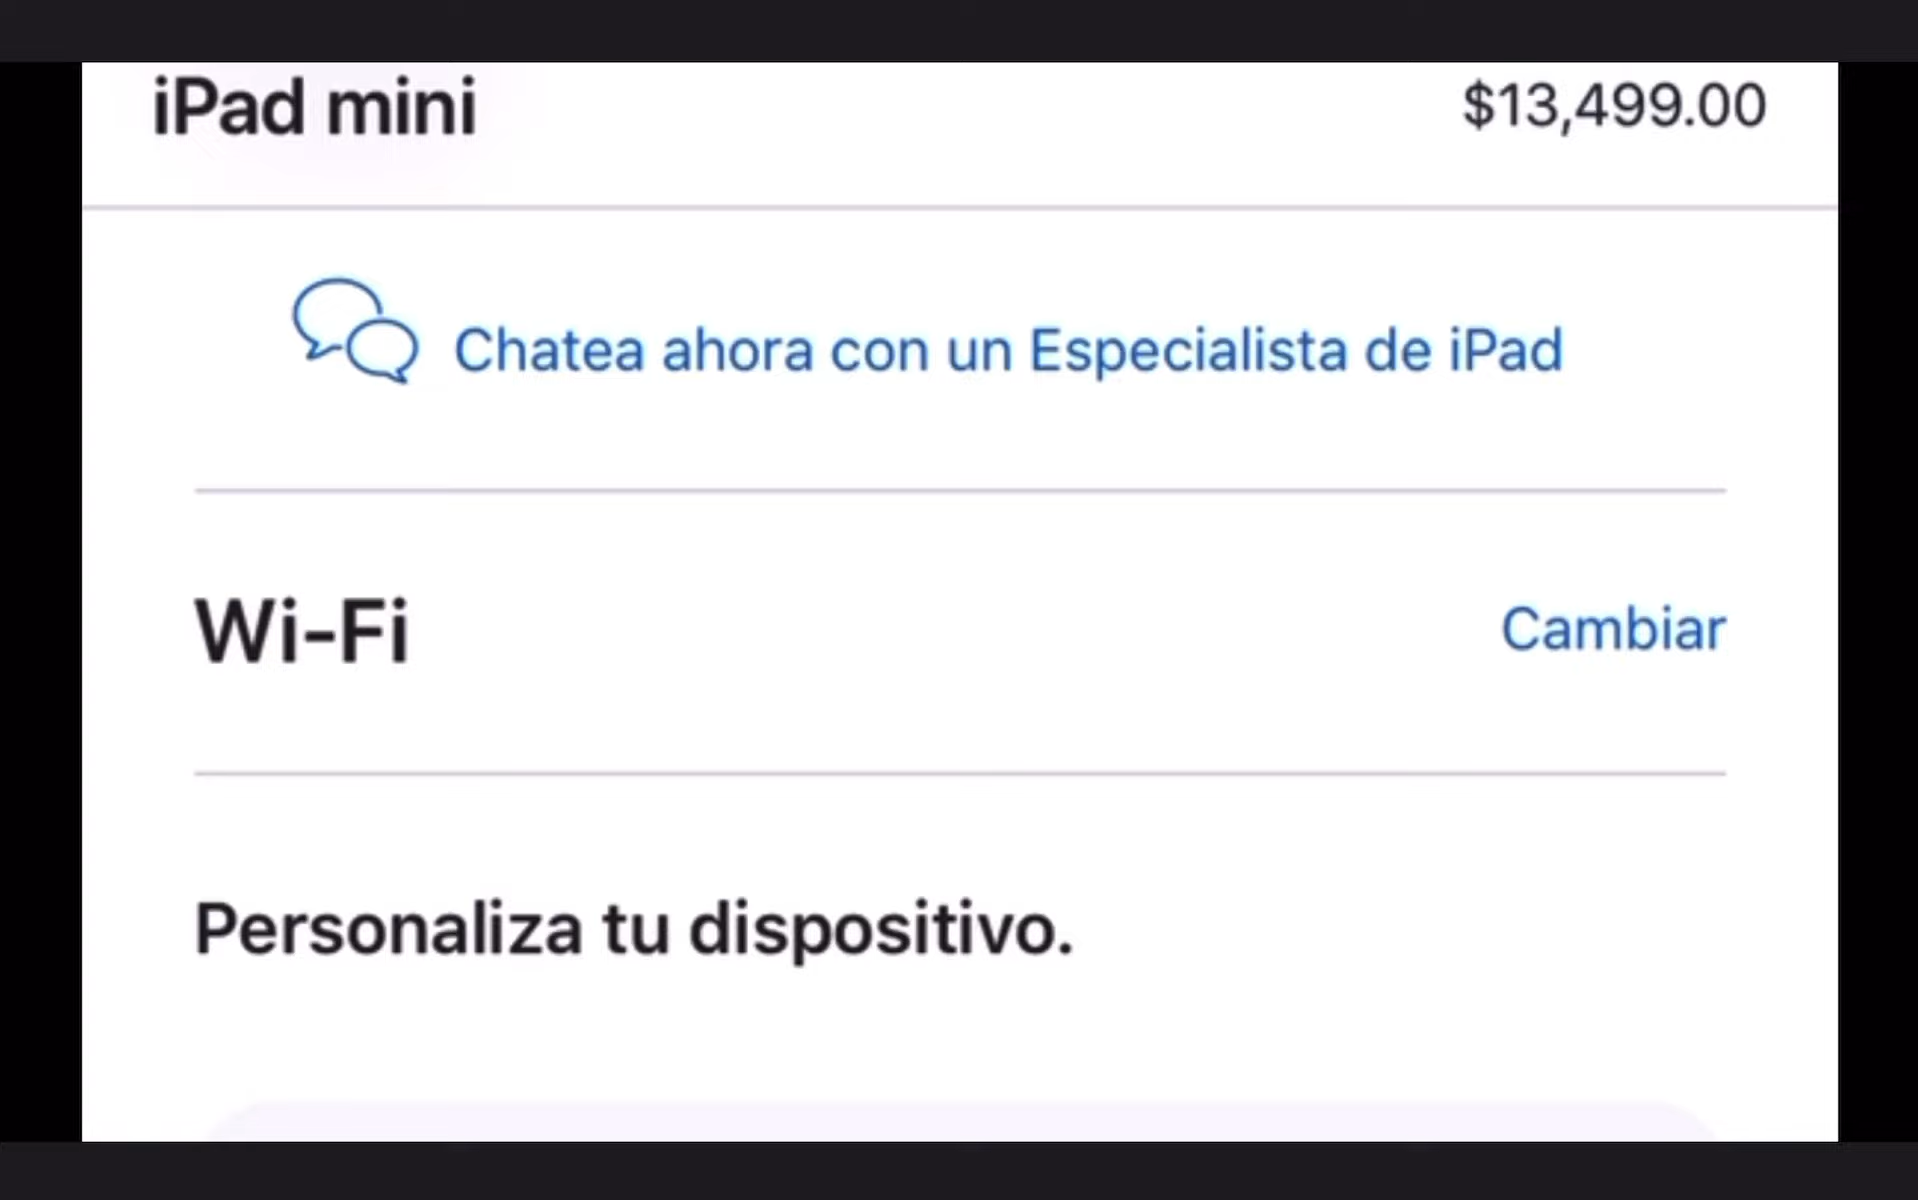 iPad mini $13,499.00
Chatea ahora con un Especialista de iPad
Wi-Fi Cambiar
Personaliza tu dispositivo.